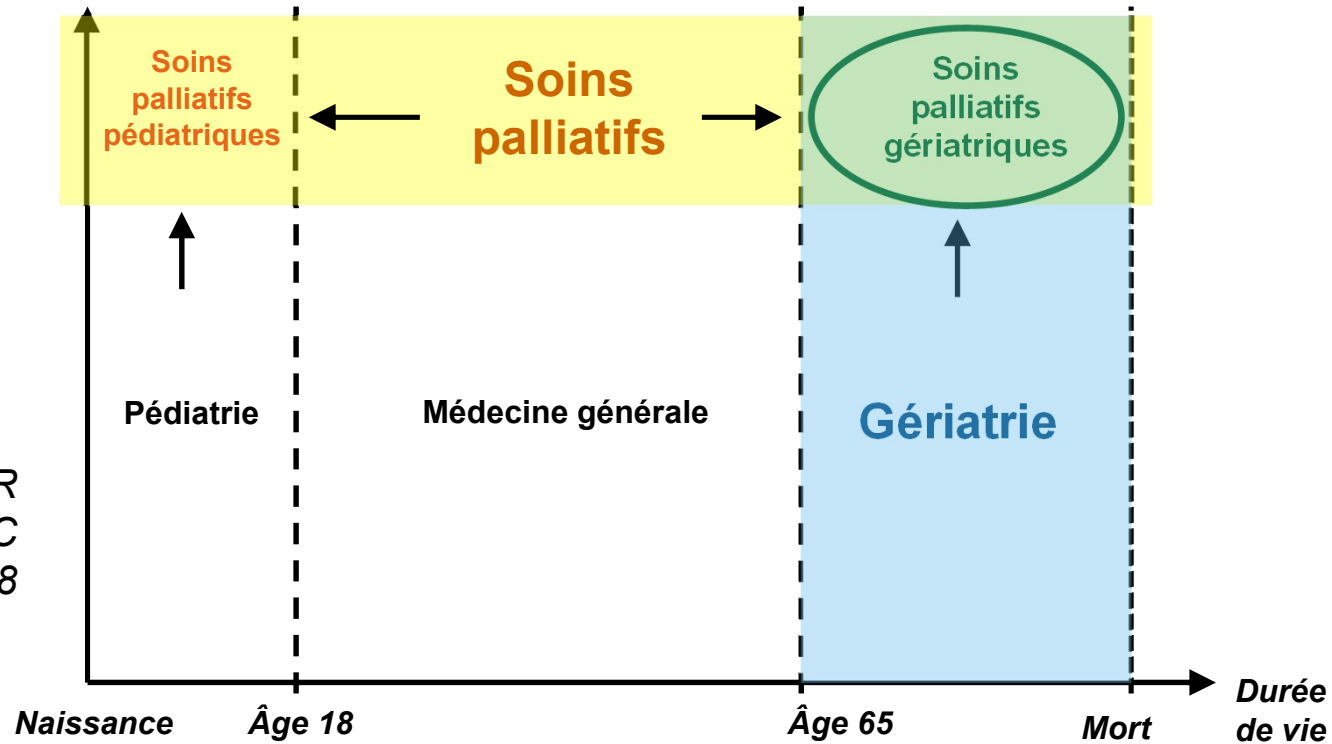 Soins
palliatifs
pédiatriques
Soins
palliatifs
Soins
palliatifs
gériatriques
Pédiatrie
Médecine générale
Gériatrie
R
C
8
Naissance
Âge 18
Âge 65
Mort
Durée
de vie